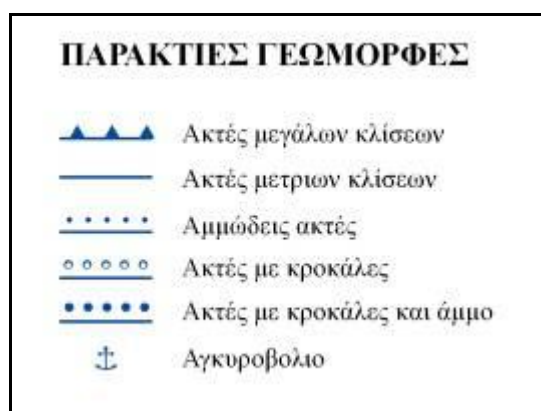 ΠΑΡΑΚΤΙΕΣ ΓΕΩΜΟΡΦΕΣ
Ακτές μεγάλων κλίσεων
Ακτές μετριων κλίσεων
Αμμώδεις ακτές
Ακτές με κροκάλες
Ακτές με κροκάλες και άμμο
Αγκυροβολιο